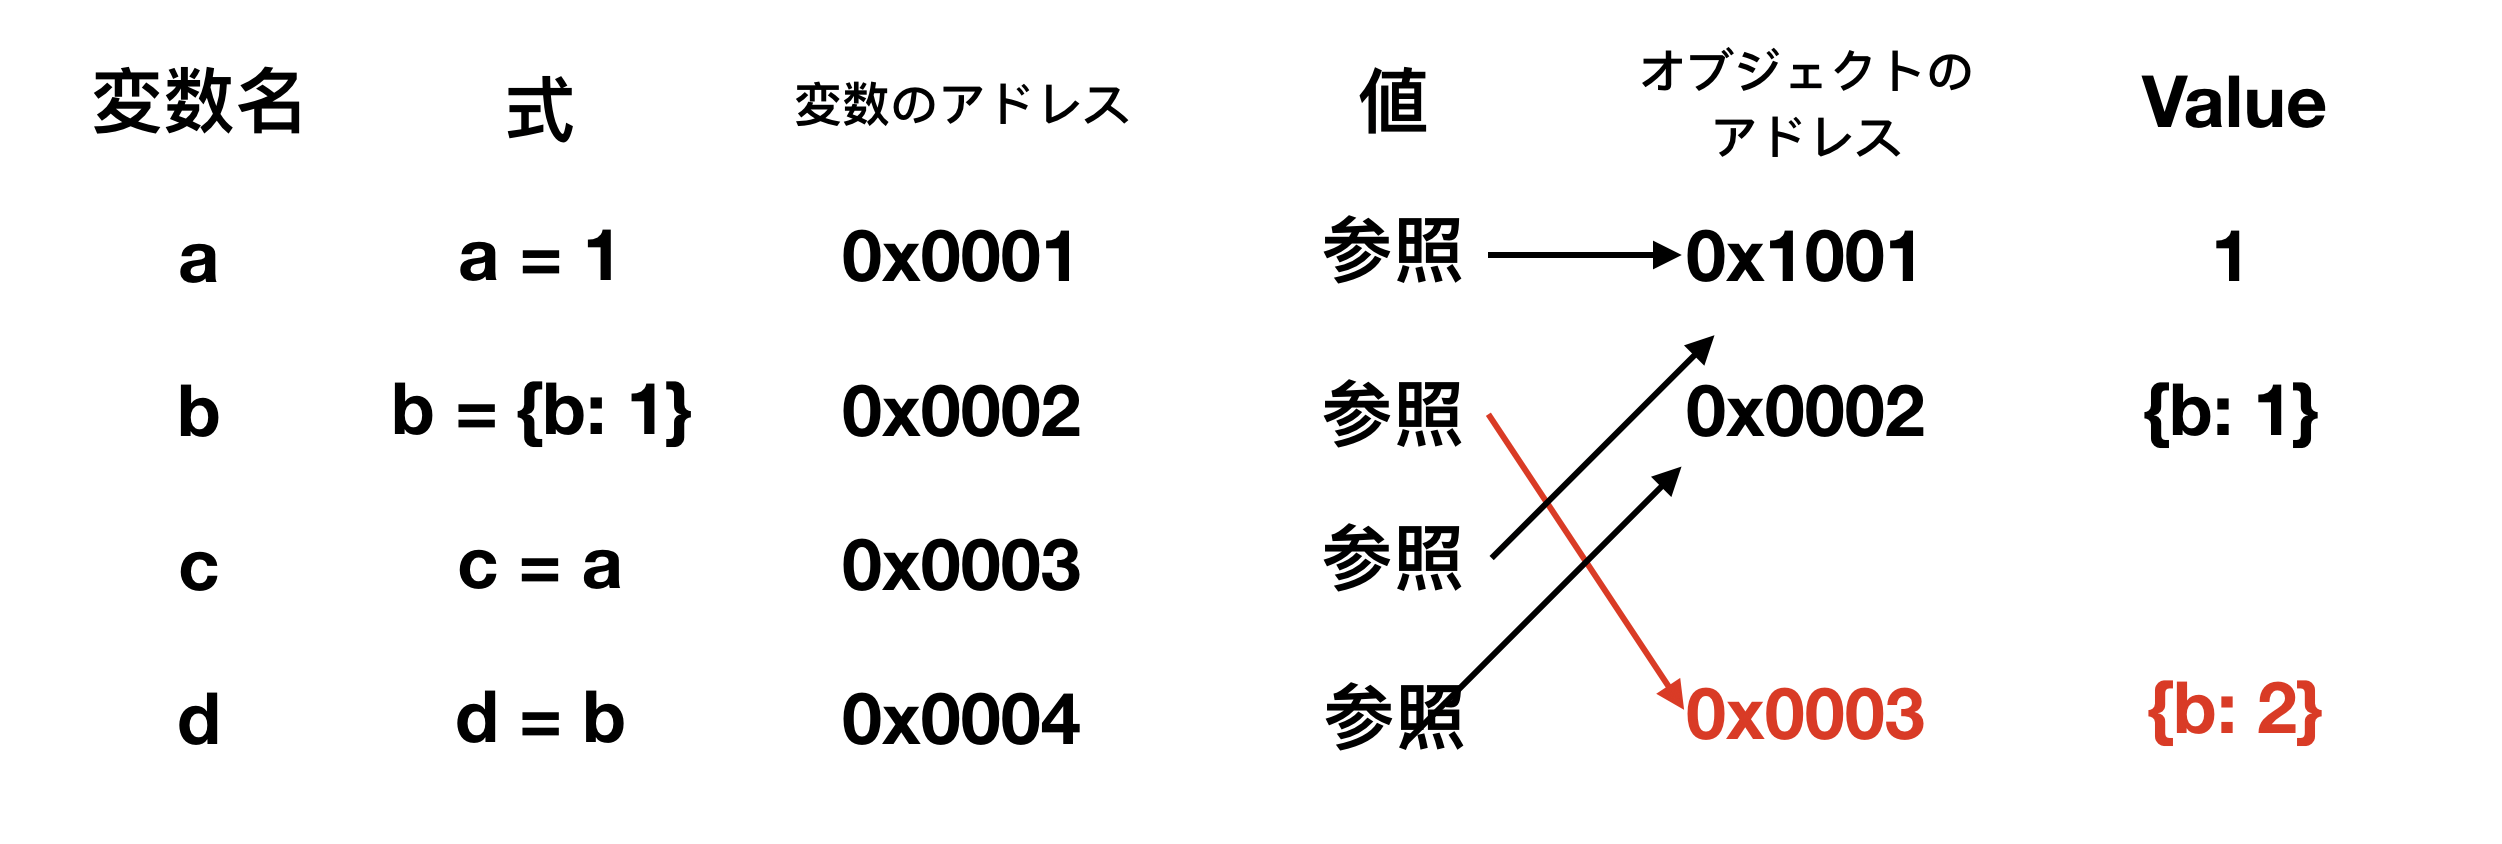 変数名 式 変数のアドレス 値 オブジェクトの Value
アドレス
a a = 1 0x0001 参照 0x1001 1
b b = {b: 1} 0x0002 参照 0x0002 {b: 1}
c c = a 0x0003 参照
d d = b 0x0004 参照 0x0003 {b: 2}